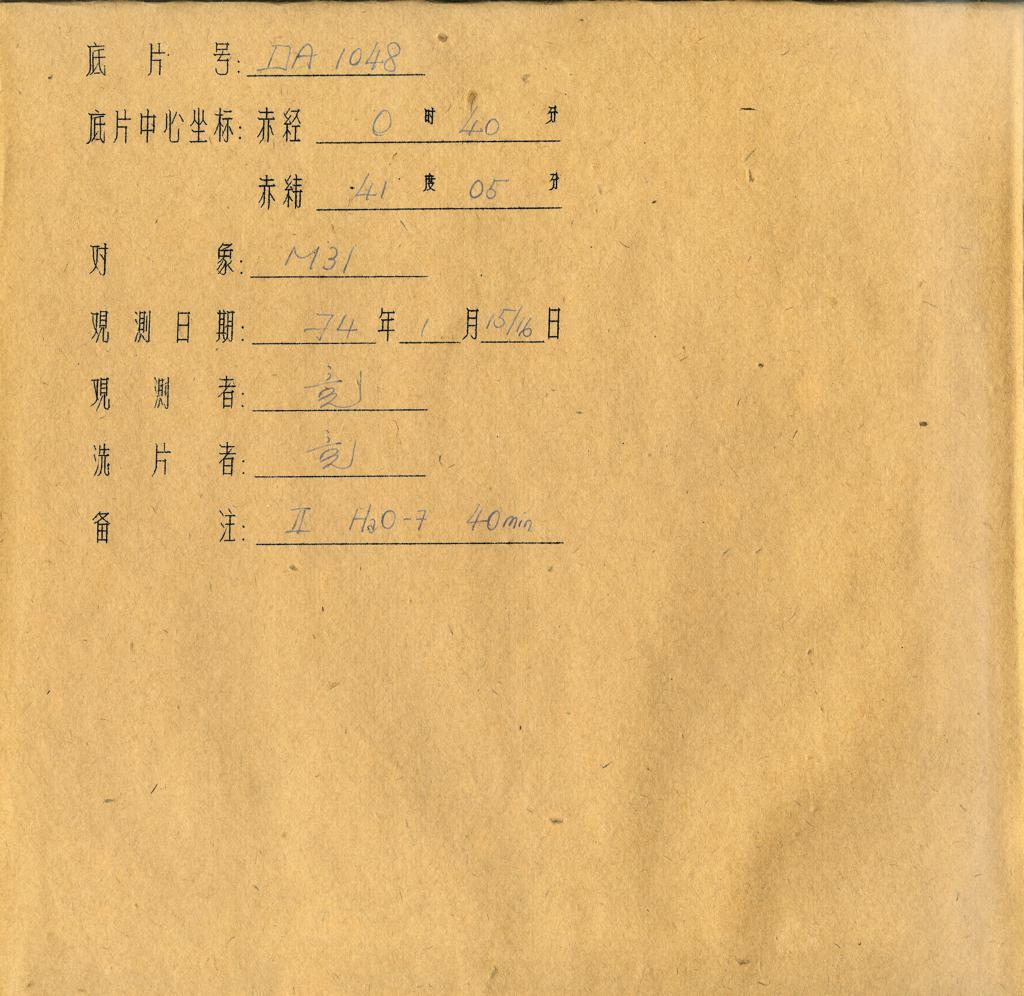 底片号: DA 1048
底片中心坐标: 赤经 0 时 40 分
赤纬 41 度 05 分
对象: M31
观测日期: 74 年 1 月 15/16 日
观测者:
洗片者:
备注: II HaO-7 40min